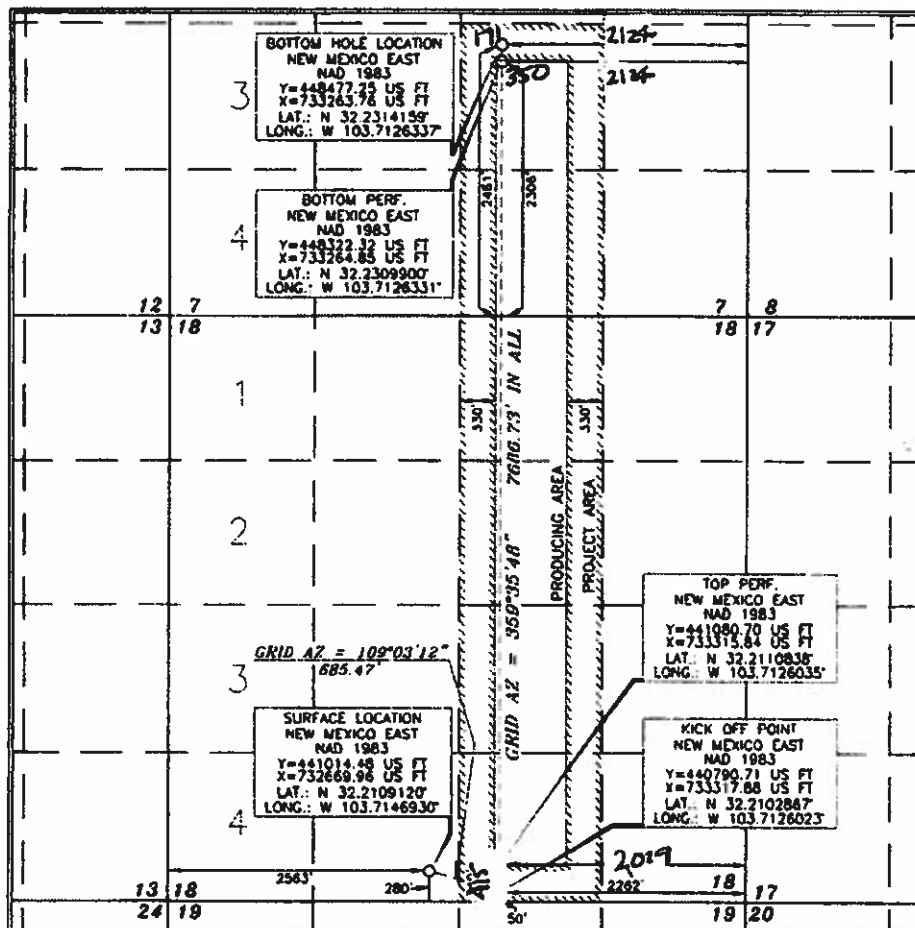 BOTTOM HOLE LOCATION
NEW MEXICO EAST
NAD 1983
Y=448477.25 US FT
X=733263.76 US FT
LAT.: N 32.2314159°
LONG.: W 103.7126337°
2124
350
2124
3
BOTTOM PERF.
NEW MEXICO EAST
NAD 1983
Y=448322.32 US FT
X=733264.85 US FT
LAT.: N 32.2309900°
LONG.: W 103.7126331°
4
2461'
2306'
12 7
13 18
7 8
18 17
1
330'
330'
7686.73' IN ALL
GRID AZ = 359°35'48"
PRODUCING AREA
PROJECT AREA
2
TOP PERF.
NEW MEXICO EAST
NAD 1983
Y=441080.70 US FT
X=733315.84 US FT
LAT.: N 32.2110838°
LONG.: W 103.7126035°
GRID AZ = 109°03'12"
685.47'
3
SURFACE LOCATION
NEW MEXICO EAST
NAD 1983
Y=441014.48 US FT
X=732669.96 US FT
LAT.: N 32.2109120°
LONG.: W 103.7146930°
KICK OFF POINT
NEW MEXICO EAST
NAD 1983
Y=440790.71 US FT
X=733317.88 US FT
LAT.: N 32.2102867°
LONG.: W 103.7126023°
4
2563'
280'
2262'
50'
13 18
24 19
18 17
19 20